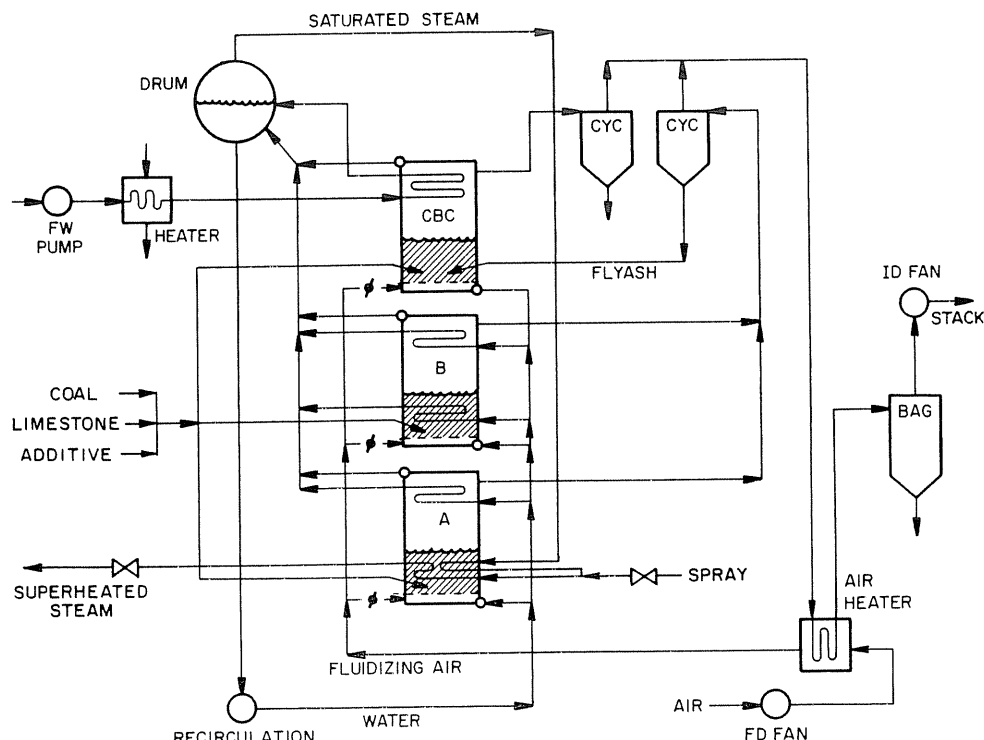 SATURATED STEAM
DRUM
CYC
CYC
CBC
FW
PUMP
HEATER
FLYASH
ID FAN
STACK
B
COAL
LIMESTONE
ADDITIVE
BAG
A
SUPERHEATED
STEAM
SPRAY
AIR
HEATER
FLUIDIZING AIR
WATER
AIR
FD FAN
RECIRCULATION